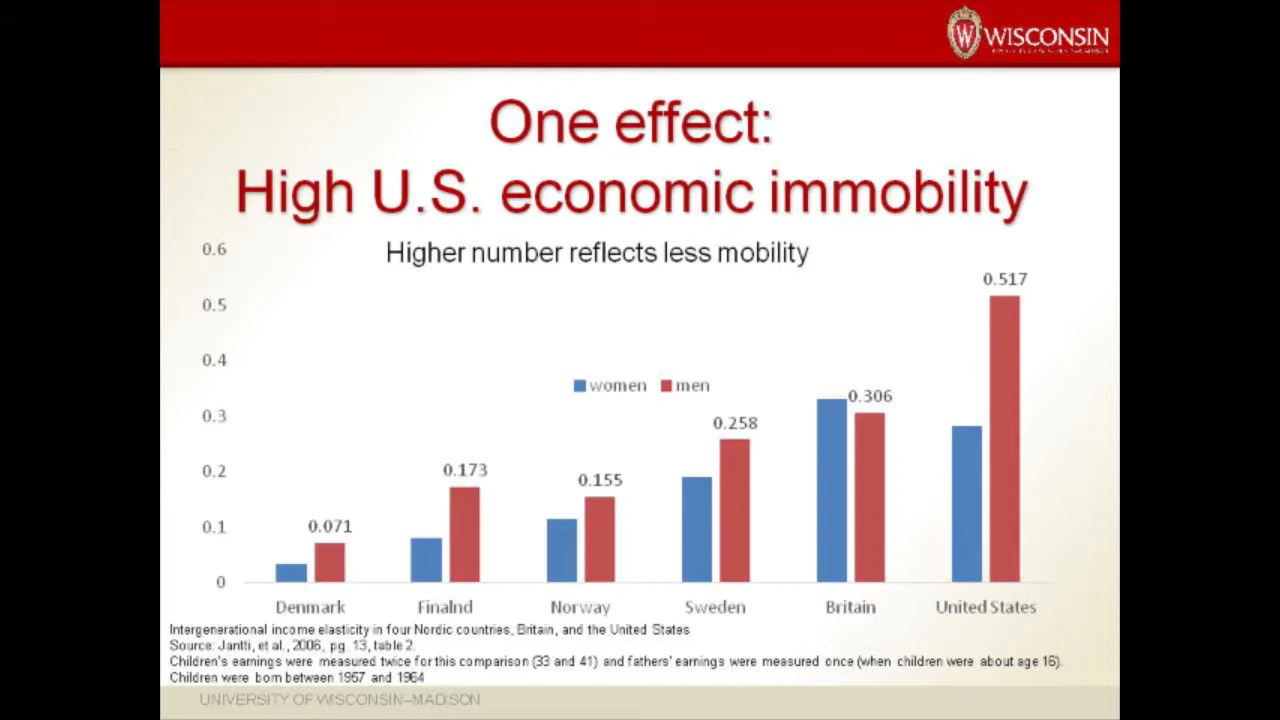 WISCONSIN
One effect:
High U.S. economic immobility
Higher number reflects less mobility
0.6
0.5
0.4
0.3
0.2
0.1
0
women men
0.071
0.173
0.155
0.258
0.306
0.517
Denmark Finalnd Norway Sweden Britain United States
Intergenerational income elasticity in four Nordic countries, Britain, and the United States
Source: Jantti, et al., 2006, pg. 13, table 2.
Children's earnings were measured twice for this comparison (33 and 41) and fathers' earnings were measured once (when children were about age 16).
Children were born between 1957 and 1964
UNIVERSITY OF WISCONSIN–MADISON